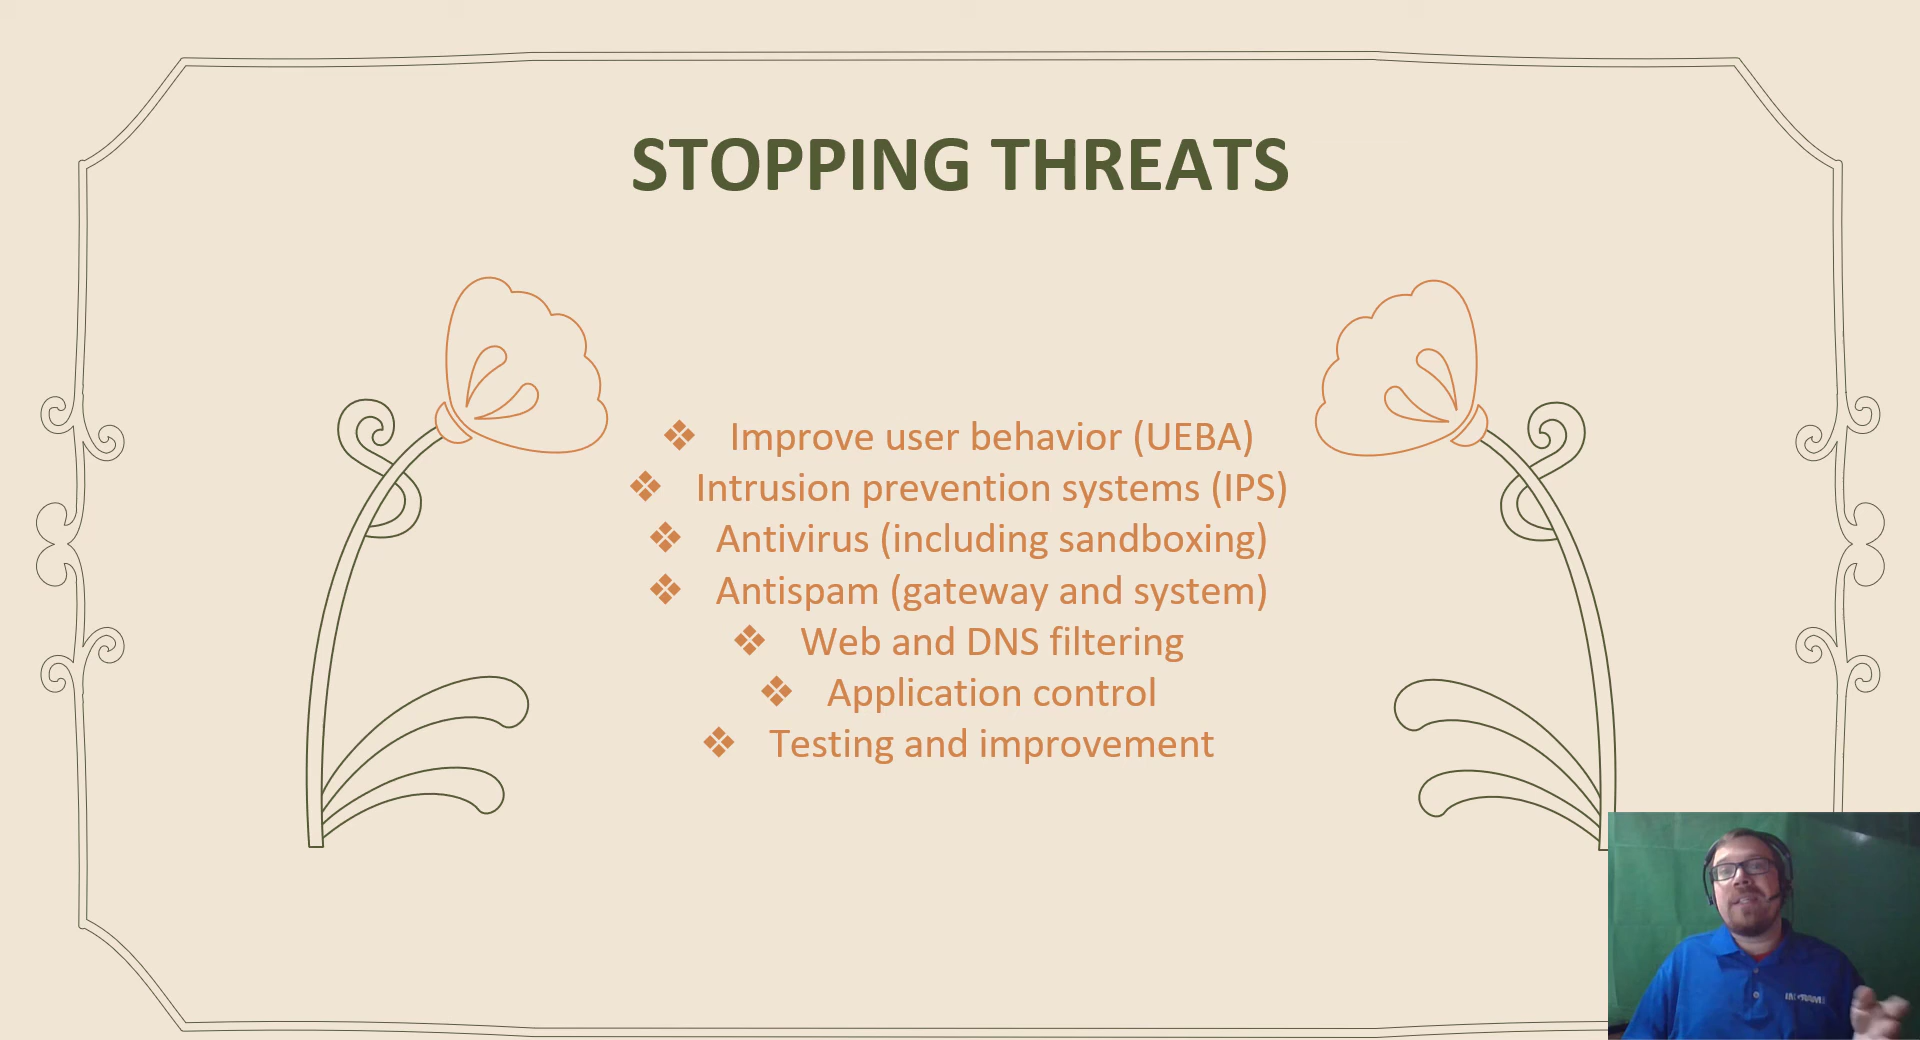 STOPPING THREATS
❖ Improve user behavior (UEBA)
❖ Intrusion prevention systems (IPS)
❖ Antivirus (including sandboxing)
❖ Antispam (gateway and system)
❖ Web and DNS filtering
❖ Application control
❖ Testing and improvement